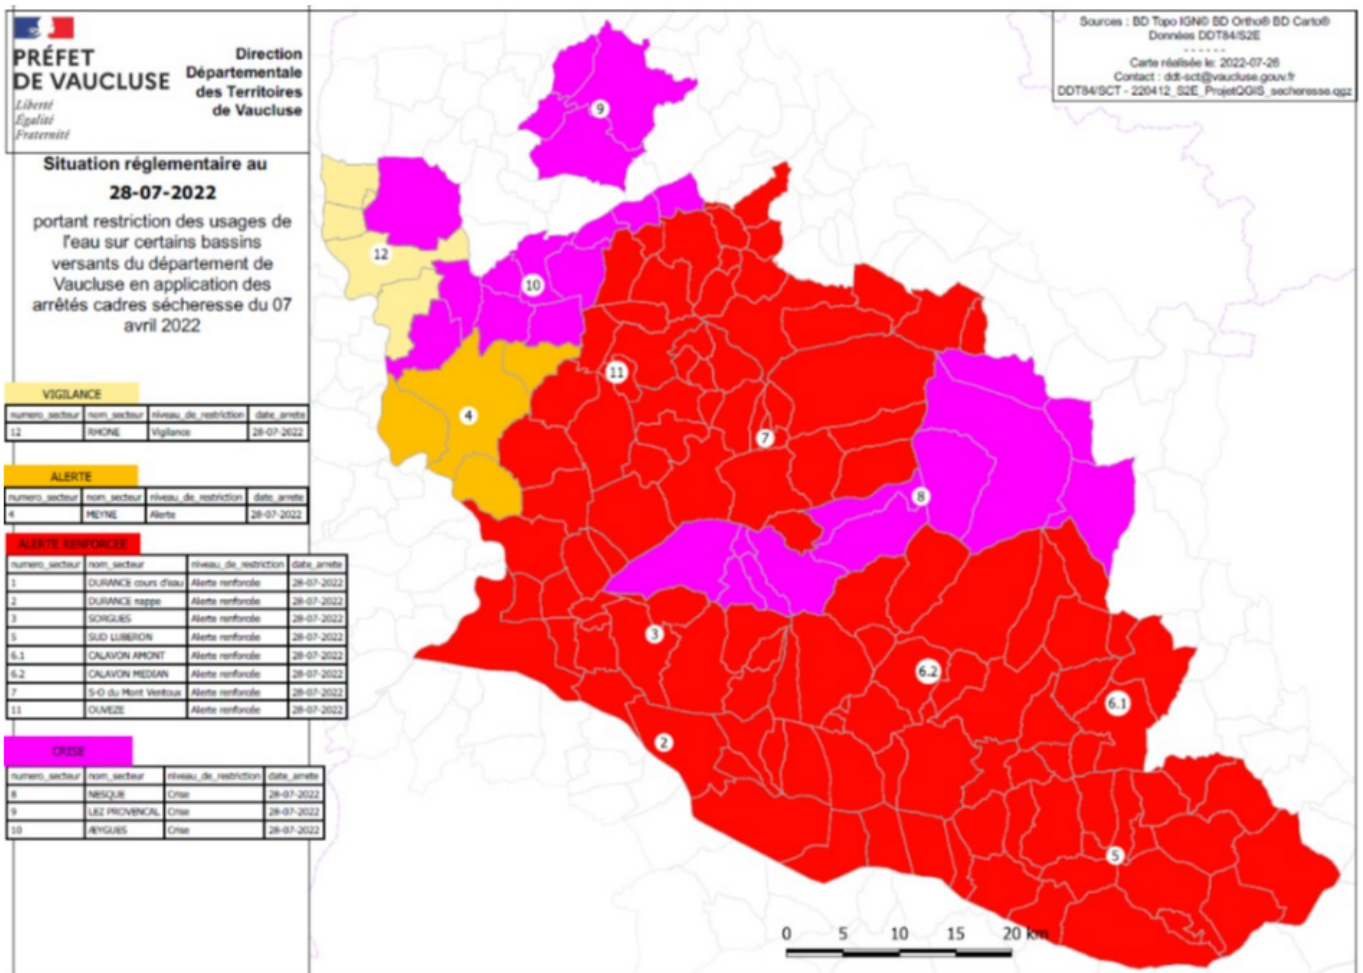 PRÉFET
DE VAUCLUSE
Liberté
Égalité
Fraternité
Direction
Départementale
des Territoires
de Vaucluse
Situation réglementaire au
28-07-2022
portant restriction des usages de
l'eau sur certains bassins
versants du département de
Vaucluse en application des
arrêtés cadres sécheresse du 07
avril 2022
VIGILANCE
numero_secteur nom_secteur niveau_de_restriction date_arrete
12 RHONE Vigilance 28-07-2022
ALERTE
numero_secteur nom_secteur niveau_de_restriction date_arrete
4 MEYNE Alerte 28-07-2022
ALERTE RENFORCEE
numero_secteur nom_secteur niveau_de_restriction date_arrete
1 DURANCE cours d'eau Alerte renforcée 28-07-2022
2 DURANCE nappe Alerte renforcée 28-07-2022
3 SORGUES Alerte renforcée 28-07-2022
5 SUD LUBERON Alerte renforcée 28-07-2022
6.1 CALAVON AMONT Alerte renforcée 28-07-2022
6.2 CALAVON MEDIAN Alerte renforcée 28-07-2022
7 S-O du Mont Ventoux Alerte renforcée 28-07-2022
11 OUVEZE Alerte renforcée 28-07-2022
CRISE
numero_secteur nom_secteur niveau_de_restriction date_arrete
8 NESQUE Crise 28-07-2022
9 LEZ PROVENCAL Crise 28-07-2022
10 ÆYGUES Crise 28-07-2022
Sources : BD Topo IGN© BD Ortho® BD Carto®
Données DDT84/S2E
- - - - - -
Carte réalisée le: 2022-07-26
Contact : ddt-sct@vaucluse.gouv.fr
DDT84/SCT - 220412_S2E_ProjetQGIS_secheresse.qgz
9
12
10
11
4
7
8
3
6.2
6.1
2
5
0 5 10 15 20 km